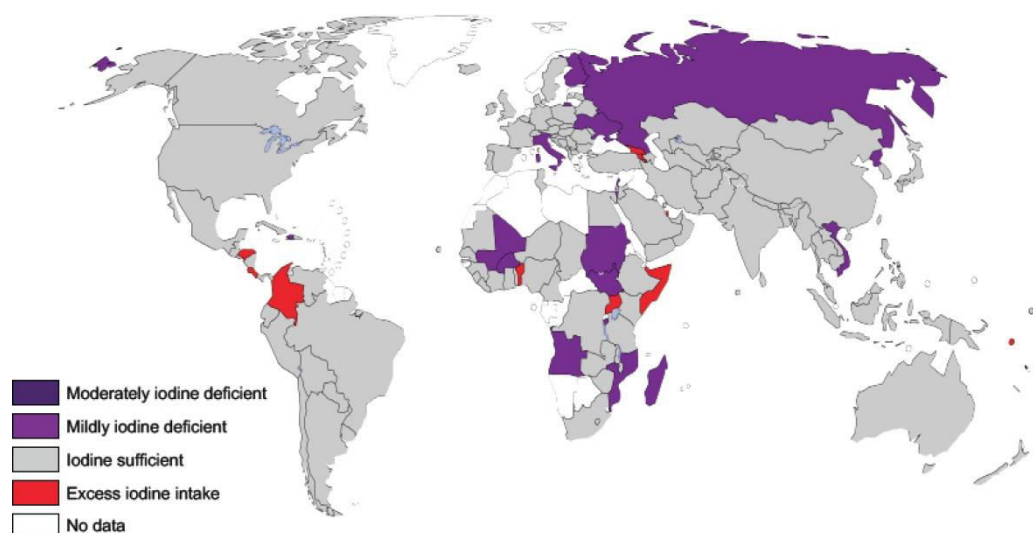 Moderately iodine deficient
Mildly iodine deficient
Iodine sufficient
Excess iodine intake
No data